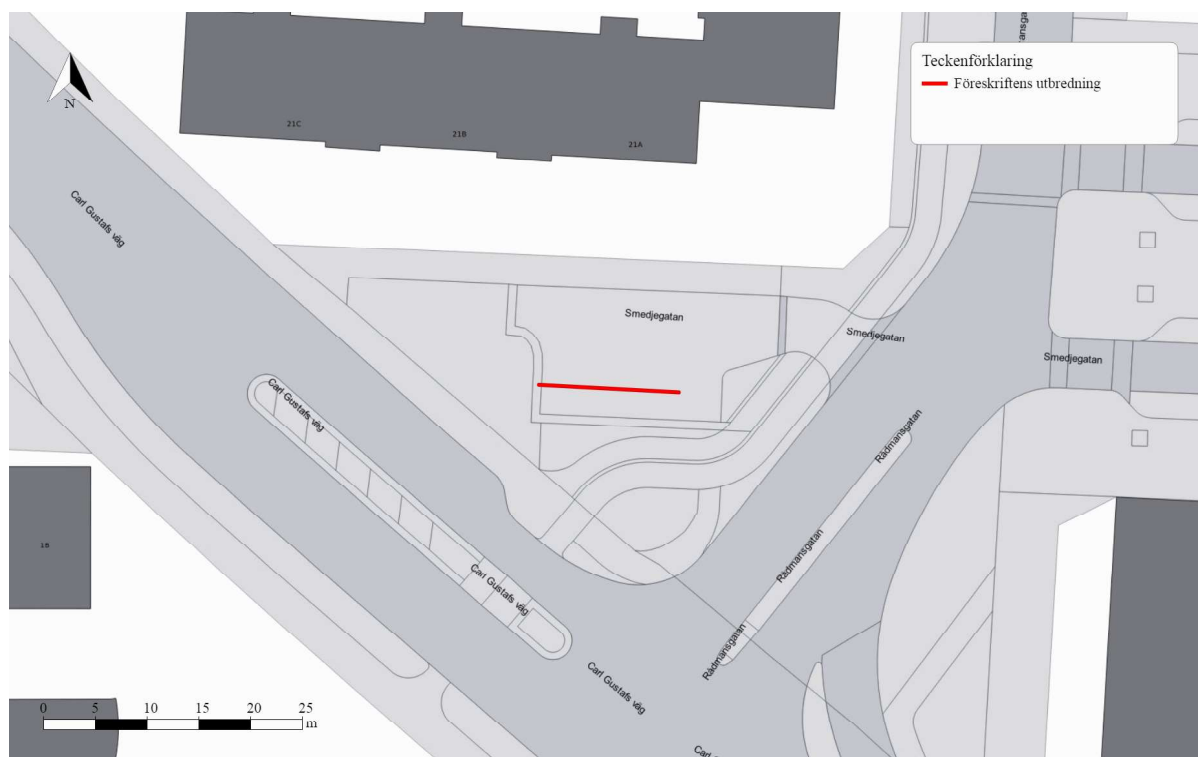 Teckenförklaring
Föreskriftens utbredning
N
21C
21B
21A
Carl Gustafs väg
Smedjegatan
Smedjegatan
Smedjegatan
Carl Gustafs väg
Rådmansgatan
Rådmansgatan
Rådmansgatan
Carl Gustafs väg
Carl Gustafs väg
0 5 10 15 20 25
m